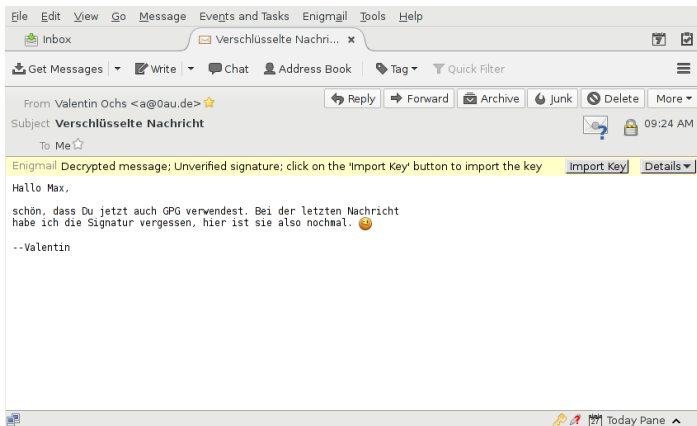 File Edit View Go Message Events and Tasks Enigmail Tools Help
Inbox Verschlüsselte Nachri... ×
Get Messages Write Chat Address Book Tag Quick Filter
From Valentin Ochs <a@0au.de> Reply Forward Archive Junk Delete More
Subject Verschlüsselte Nachricht 09:24 AM
To Me
Enigmail Decrypted message; Unverified signature; click on the 'Import Key' button to import the key Import Key Details
Hallo Max,
schön, dass Du jetzt auch GPG verwendest. Bei der letzten Nachricht
habe ich die Signatur vergessen, hier ist sie also nochmal.
--Valentin
27 Today Pane